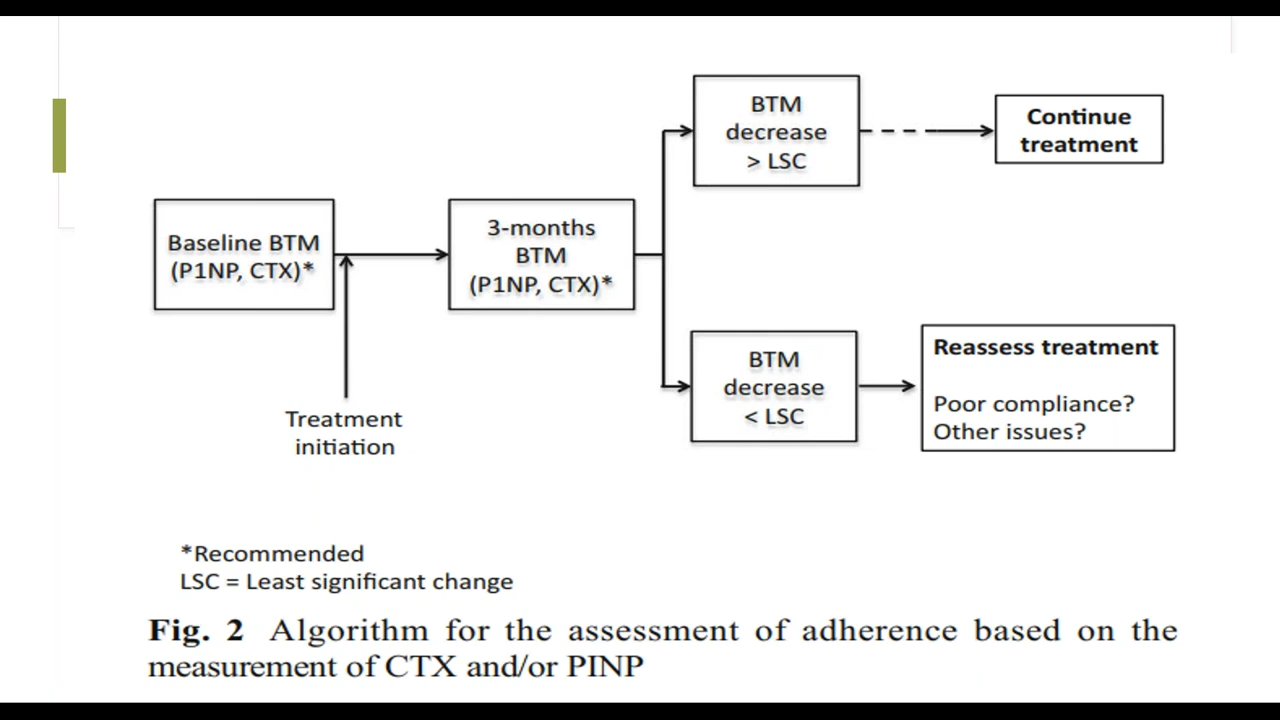 Baseline BTM
(P1NP, CTX)*
Treatment
initiation
3-months
BTM
(P1NP, CTX)*
BTM
decrease
> LSC
Continue
treatment
BTM
decrease
< LSC
Reassess treatment
Poor compliance?
Other issues?
*Recommended
LSC = Least significant change
Fig. 2 Algorithm for the assessment of adherence based on the
measurement of CTX and/or PINP